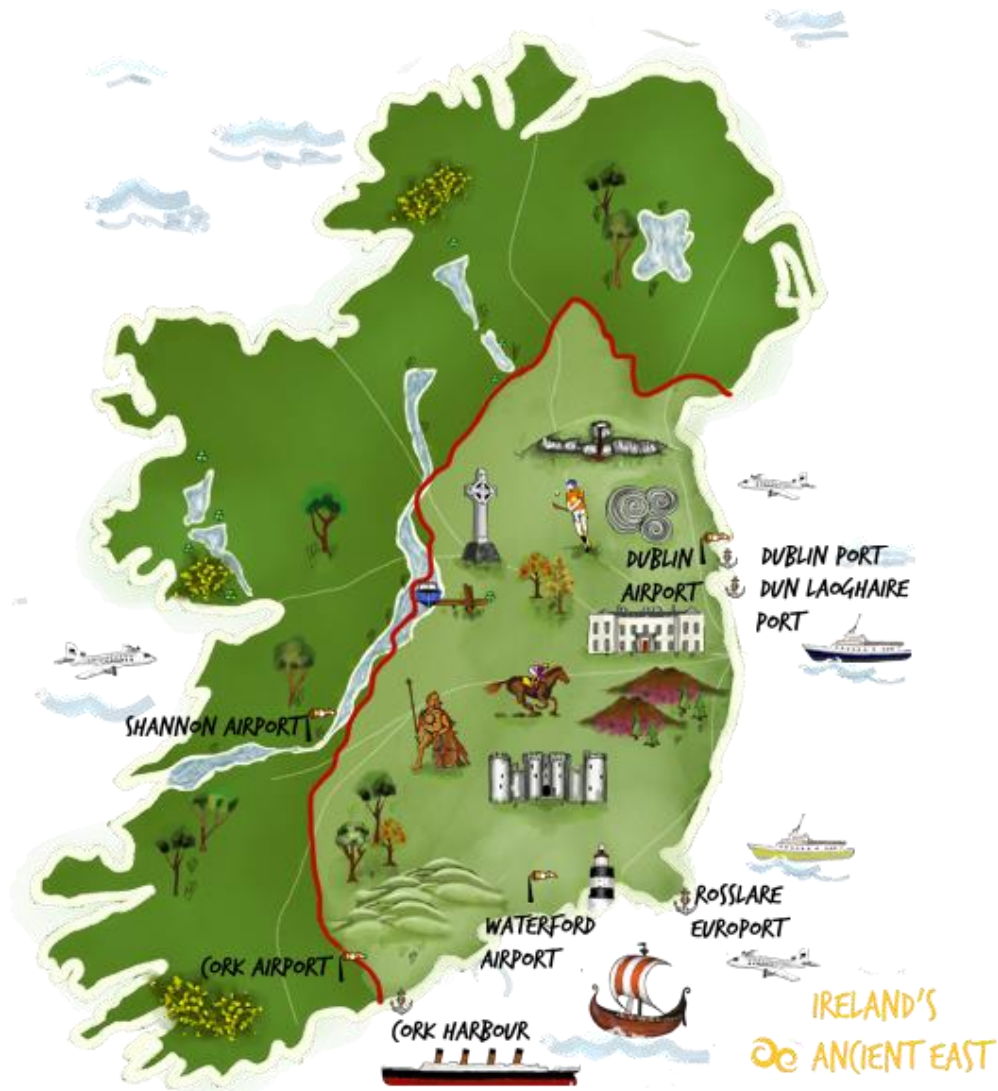 DUBLIN
AIRPORT
DUBLIN PORT
DUN LAOGHAIRE
PORT
SHANNON AIRPORT
ROSSLARE
EUROPORT
WATERFORD
AIRPORT
CORK AIRPORT
CORK HARBOUR
IRELAND'S
ANCIENT EAST